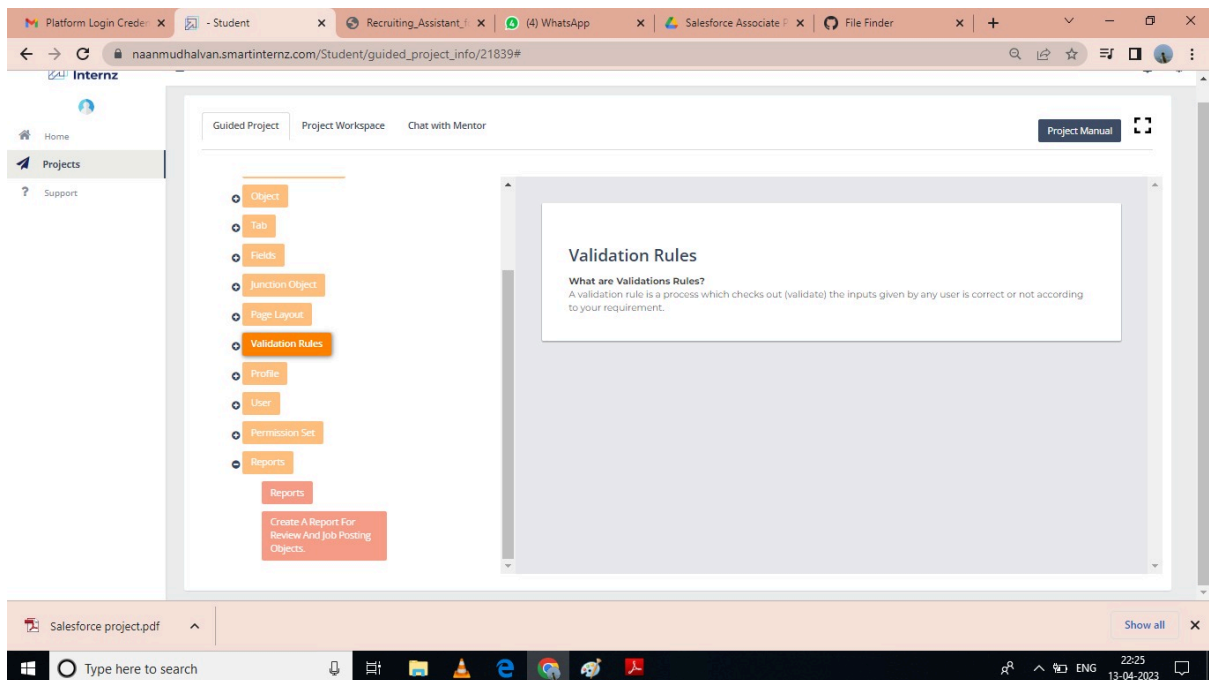 Platform Login Creder
- Student
Recruiting_Assistant_f
(4) WhatsApp
Salesforce Associate P
File Finder
naanmudhalvan.smartinternz.com/Student/guided_project_info/21839#
Internz
Home
Projects
Support
Guided Project Project Workspace Chat with Mentor
Project Manual
Object
Tab
Fields
Junction Object
Page Layout
Validation Rules
Profile
User
Permission Set
Reports
Reports
Create A Report For
Review And Job Posting
Objects.
Validation Rules
What are Validations Rules?
A validation rule is a process which checks out (validate) the inputs given by any user is correct or not according
to your requirement.
Salesforce project.pdf
Show all
Type here to search
ENG
22:25
13-04-2023